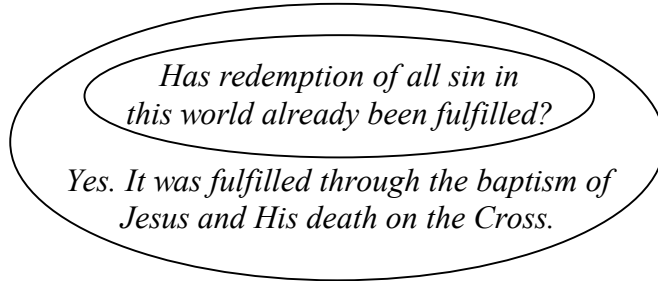 Has redemption of all sin in
this world already been fulfilled?
Yes. It was fulfilled through the baptism of
Jesus and His death on the Cross.